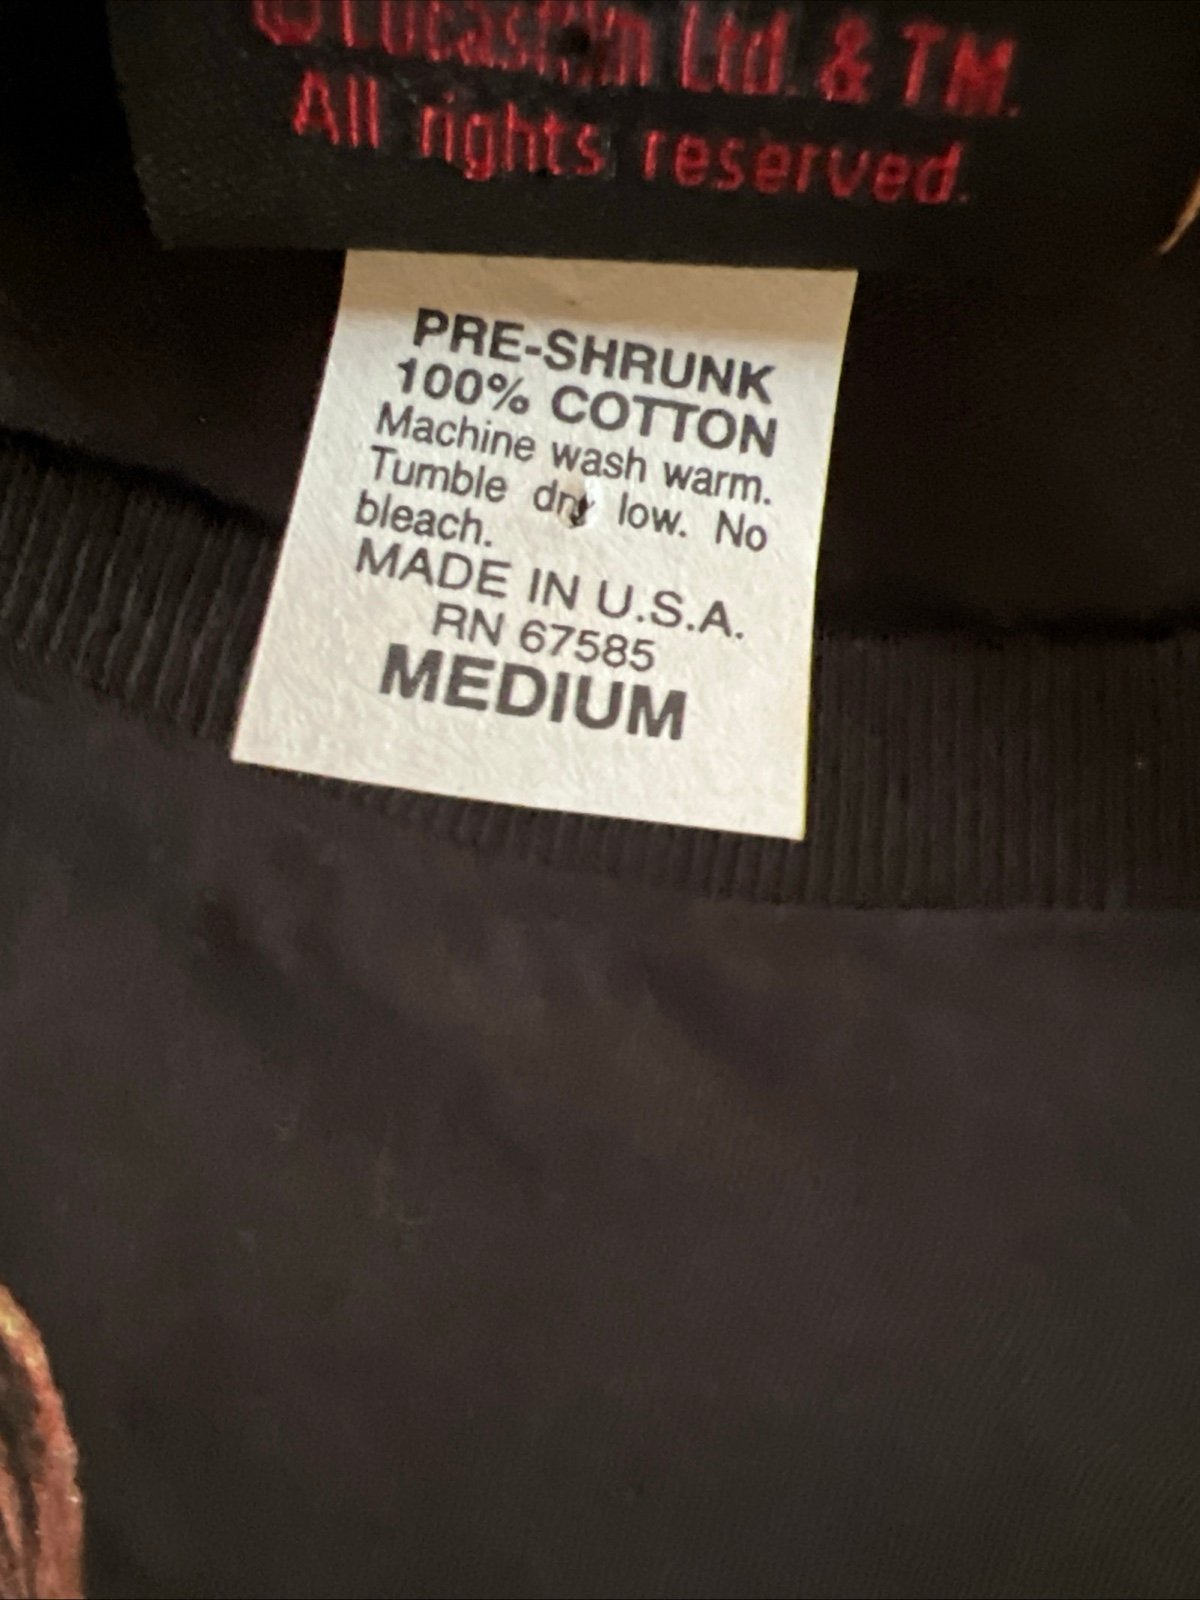 ©Lucasfilm Ltd. & TM.
All rights reserved.
PRE-SHRUNK
100% COTTON
Machine wash warm.
Tumble dry low. No
bleach.
MADE IN U.S.A.
RN 67585
MEDIUM